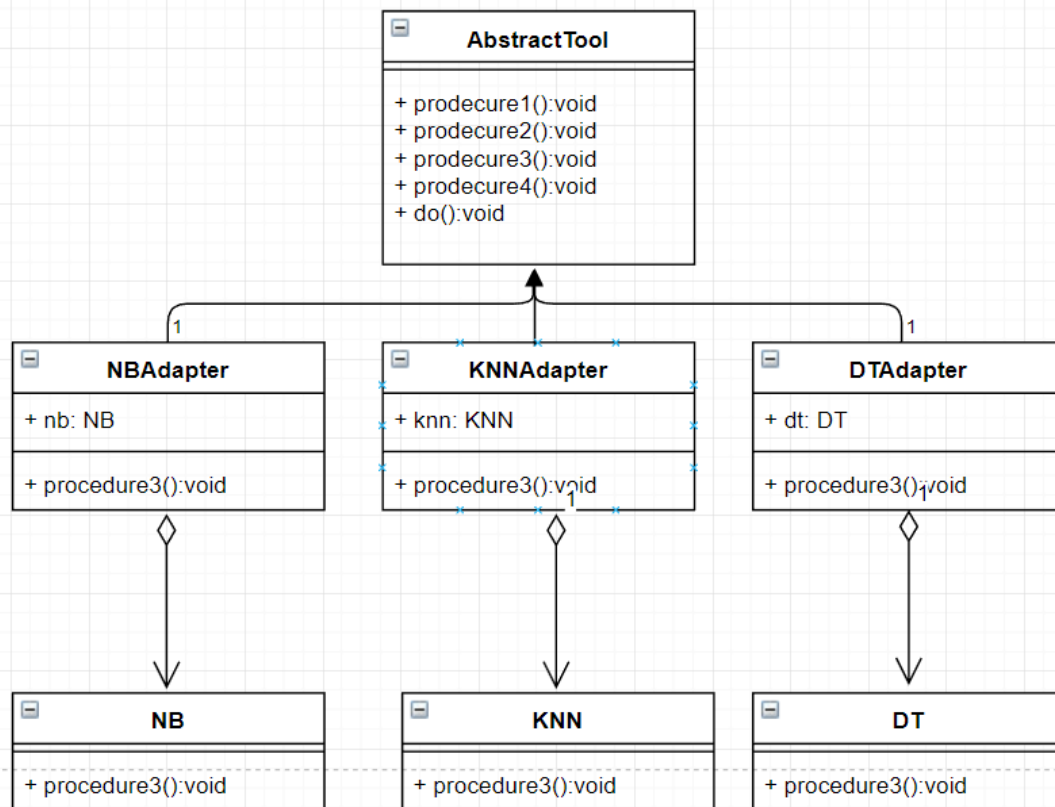 AbstractTool
+ prodecure1():void
+ prodecure2():void
+ prodecure3():void
+ prodecure4():void
+ do():void
1
1
NBAdapter
KNNAdapter
DTAdapter
+ nb: NB
+ knn: KNN
+ dt: DT
+ procedure3():void
+ procedure3():void
+ procedure3():void
1
1
NB
KNN
DT
+ procedure3():void
+ procedure3():void
+ procedure3():void